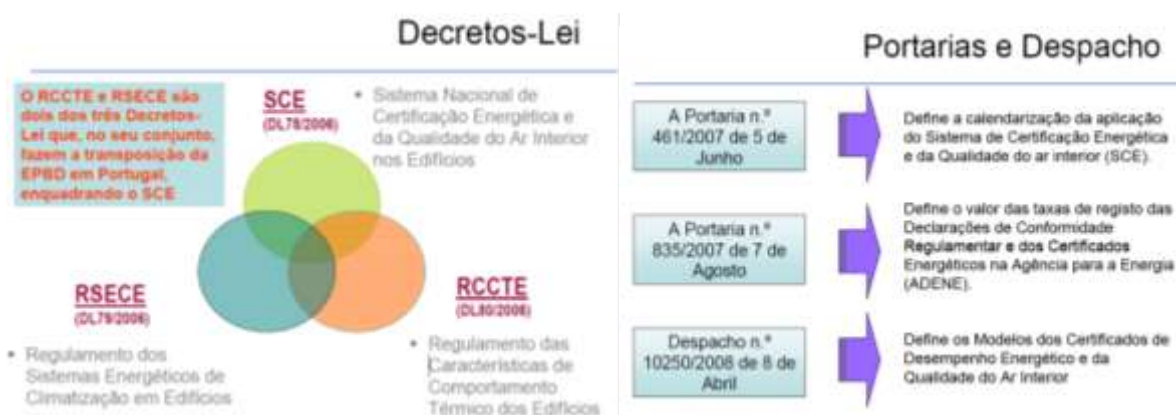 Decretos-Lei
O RCCTE e RSECE são
dois dos três Decretos-
Lei que, no seu conjunto,
fazem a transposição da
EPBD em Portugal,
enquadrando o SCE
SCE
(DL78/2006)
• Sistema Nacional de
Certificação Energética e
da Qualidade do Ar Interior
nos Edifícios
RSECE
(DL79/2006)
• Regulamento dos
Sistemas Energéticos de
Climatização em Edifícios
RCCTE
(DL80/2006)
• Regulamento das
Características de
Comportamento
Térmico dos Edifícios
Portarias e Despacho
A Portaria n.º
461/2007 de 5 de
Junho
Define a calendarização da aplicação
do Sistema de Certificação Energética
e da Qualidade do ar interior (SCE).
A Portaria n.º
835/2007 de 7 de
Agosto
Define o valor das taxas de registo das
Declarações de Conformidade
Regulamentar e dos Certificados
Energéticos na Agência para a Energia
(ADENE).
Despacho n.º
10250/2008 de 8 de
Abril
Define os Modelos dos Certificados de
Desempenho Energético e da
Qualidade do Ar Interior